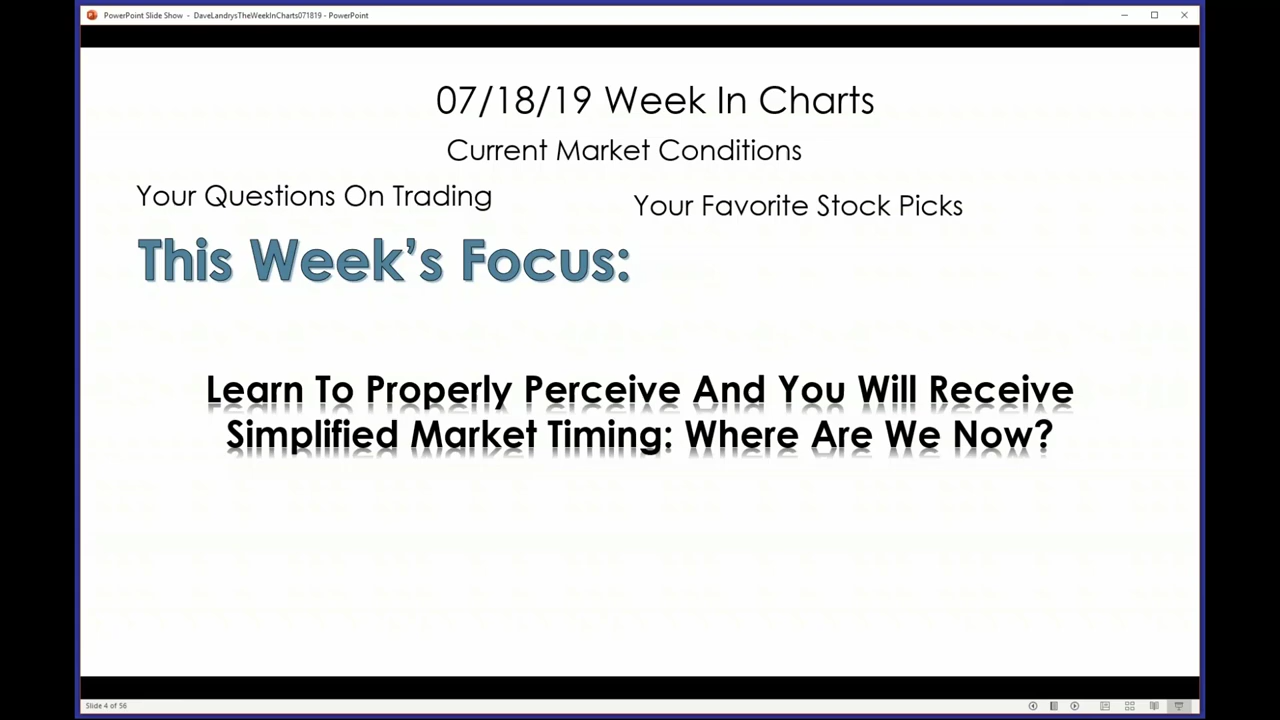 PowerPoint Slide Show - DaveLandrysTheWeekInCharts071819 - PowerPoint
07/18/19 Week In Charts
Current Market Conditions
Your Questions On Trading
Your Favorite Stock Picks
This Week's Focus:
Learn To Properly Perceive And You Will Receive
Simplified Market Timing: Where Are We Now?
Slide 4 of 56